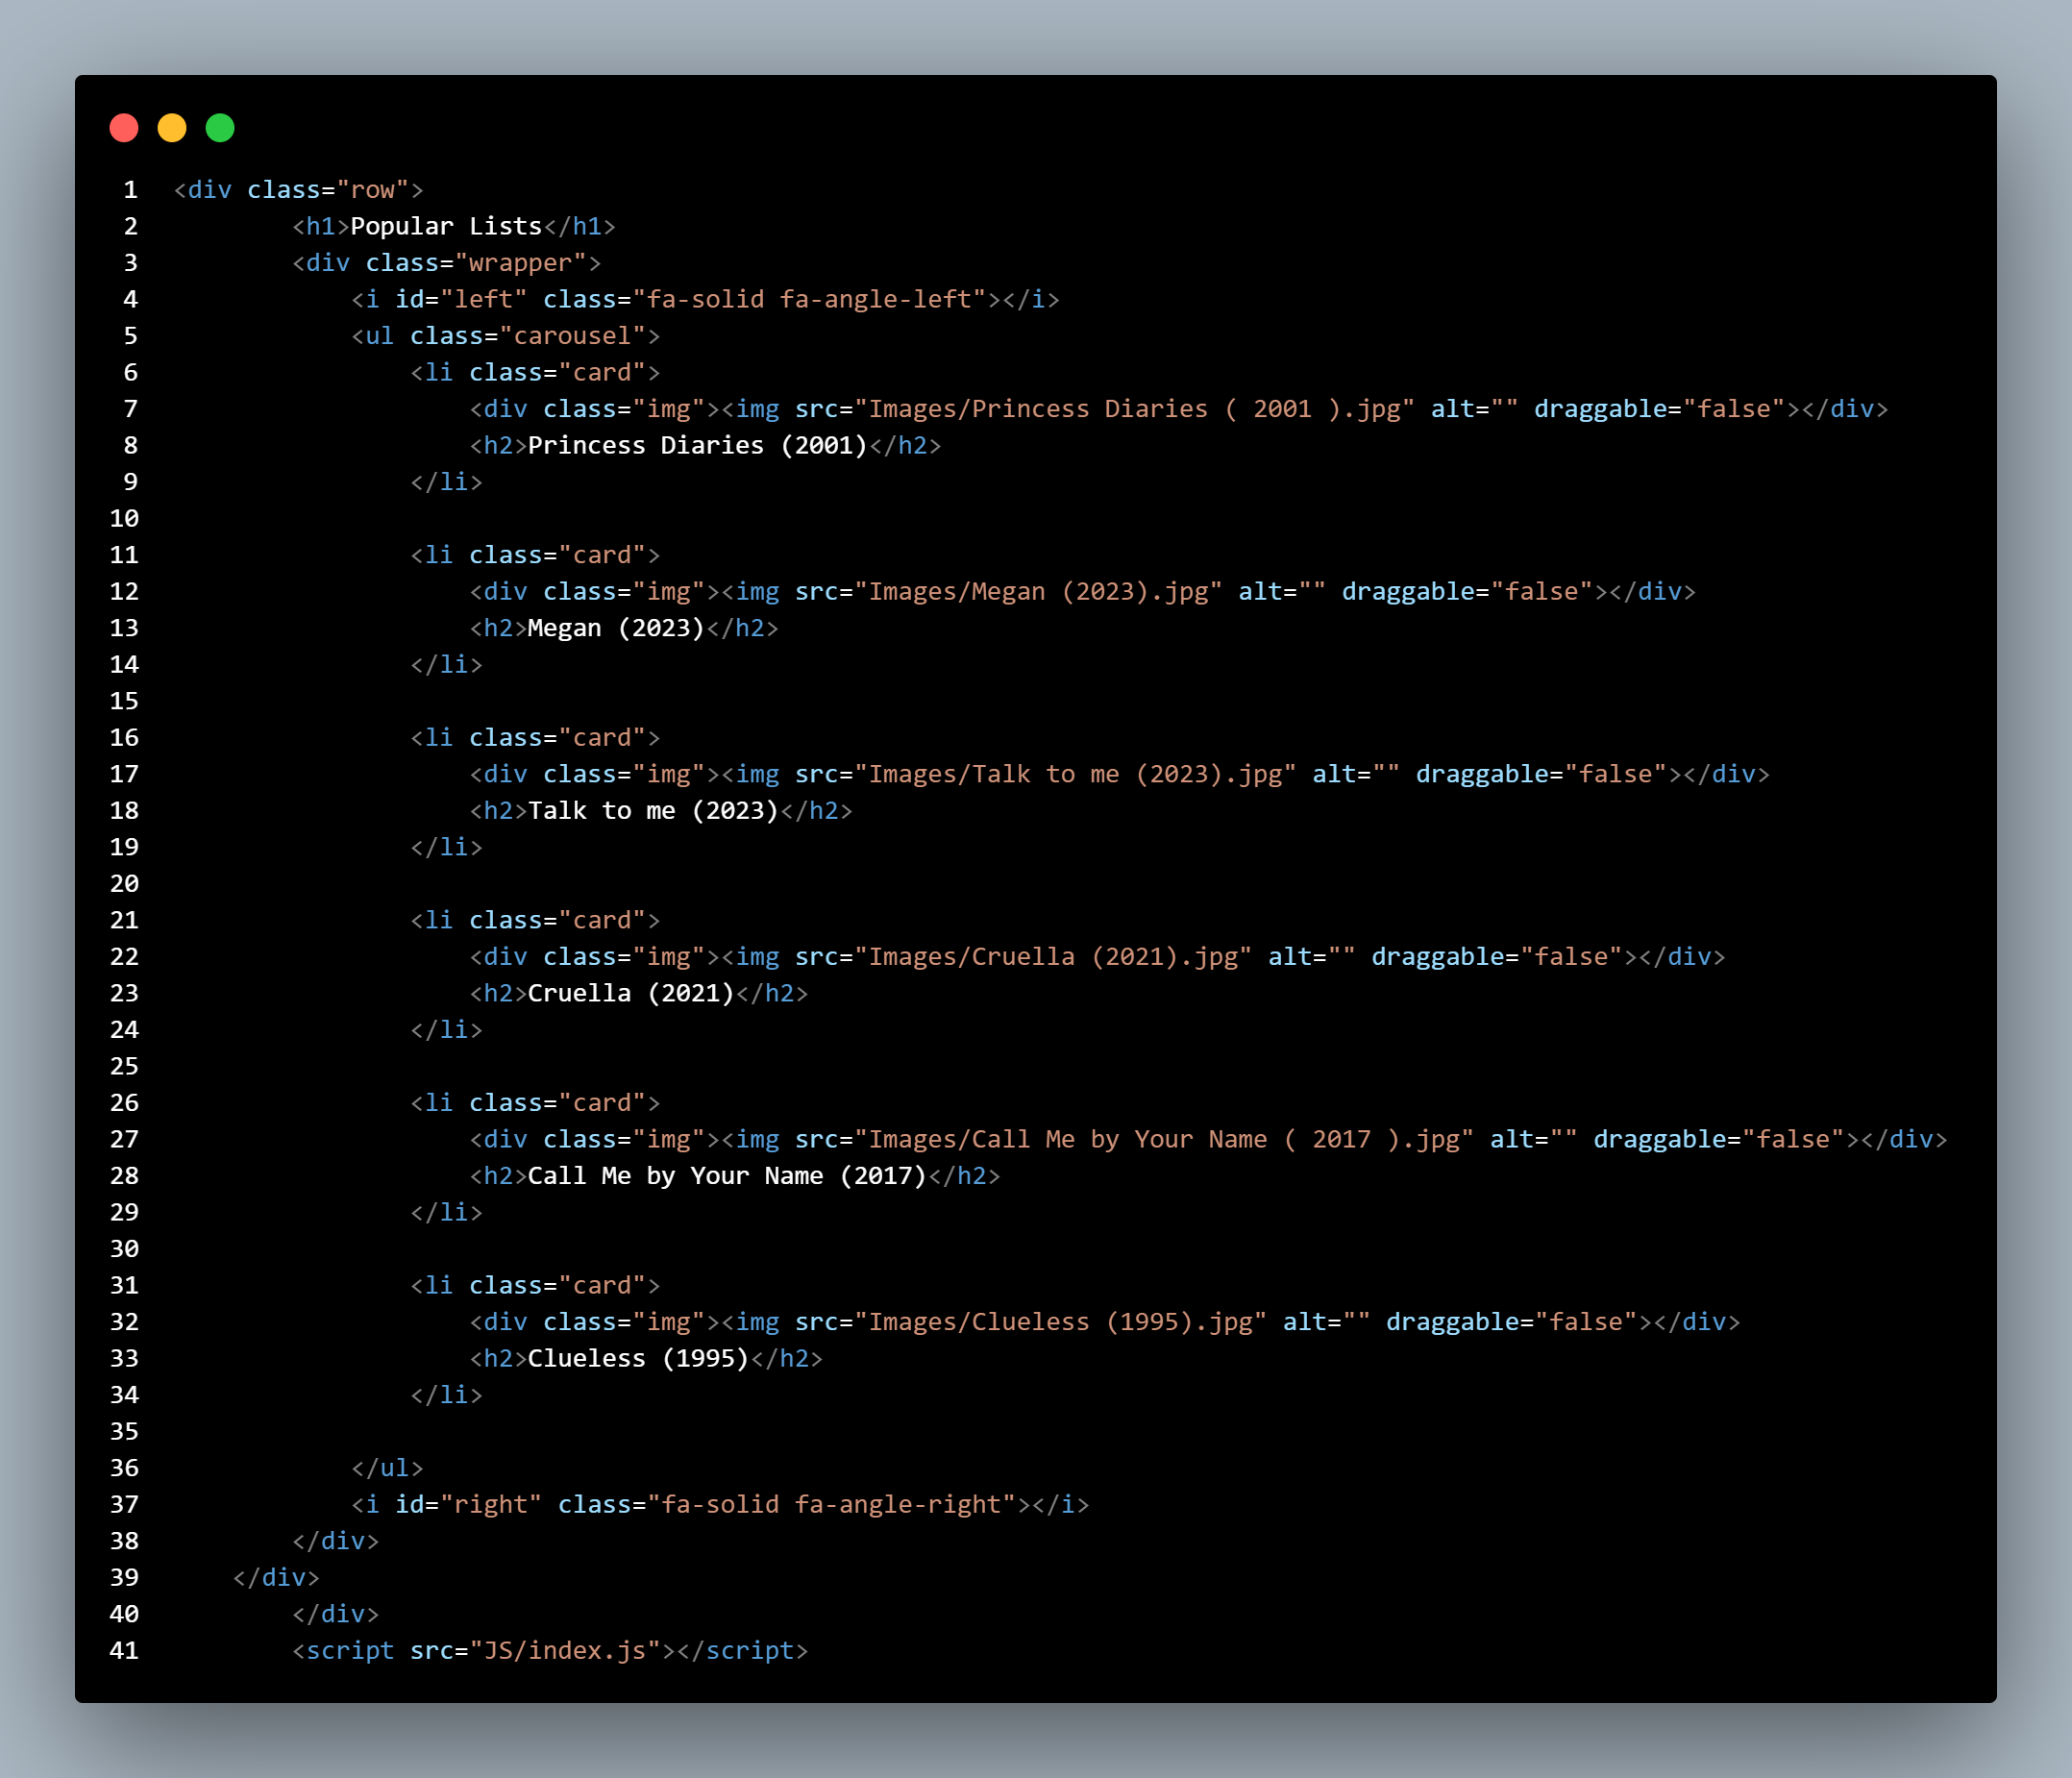 1 <div class="row">
2         <h1>Popular Lists</h1>
3         <div class="wrapper">
4             <i id="left" class="fa-solid fa-angle-left"></i>
5             <ul class="carousel">
6                 <li class="card">
7                     <div class="img"><img src="Images/Princess Diaries ( 2001 ).jpg" alt="" draggable="false"></div>
8                     <h2>Princess Diaries (2001)</h2>
9                 </li>
10
11                 <li class="card">
12                     <div class="img"><img src="Images/Megan (2023).jpg" alt="" draggable="false"></div>
13                     <h2>Megan (2023)</h2>
14                 </li>
15
16                 <li class="card">
17                     <div class="img"><img src="Images/Talk to me (2023).jpg" alt="" draggable="false"></div>
18                     <h2>Talk to me (2023)</h2>
19                 </li>
20
21                 <li class="card">
22                     <div class="img"><img src="Images/Cruella (2021).jpg" alt="" draggable="false"></div>
23                     <h2>Cruella (2021)</h2>
24                 </li>
25
26                 <li class="card">
27                     <div class="img"><img src="Images/Call Me by Your Name ( 2017 ).jpg" alt="" draggable="false"></div>
28                     <h2>Call Me by Your Name (2017)</h2>
29                 </li>
30
31                 <li class="card">
32                     <div class="img"><img src="Images/Clueless (1995).jpg" alt="" draggable="false"></div>
33                     <h2>Clueless (1995)</h2>
34                 </li>
35
36             </ul>
37             <i id="right" class="fa-solid fa-angle-right"></i>
38         </div>
39     </div>
40         </div>
41         <script src="JS/index.js"></script>